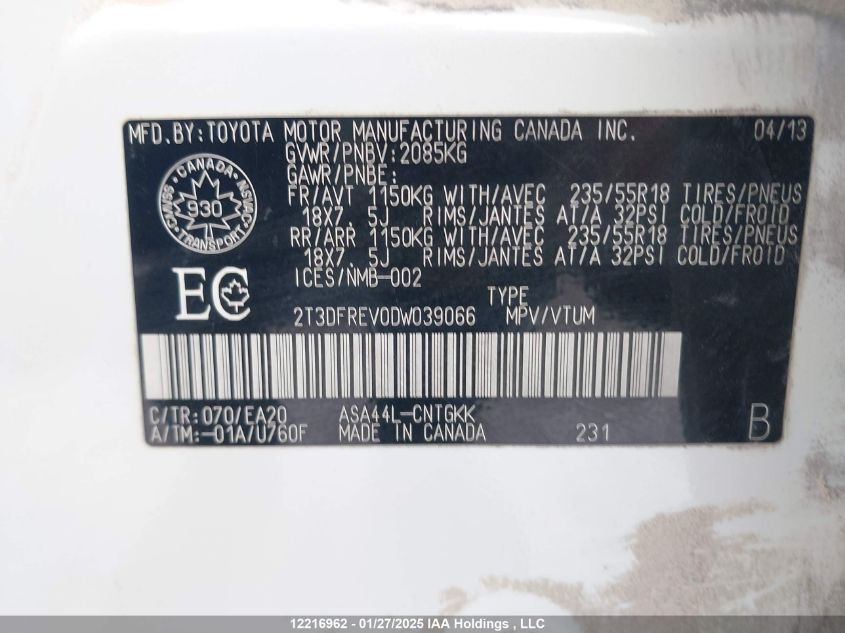 MFD.BY:TOYOTA MOTOR MANUFACTURING CANADA INC. 04/13
GVWR/PNBV:2085KG
GAWR/PNBE:
FR/AVT 1150KG WITH/AVEC 235/55R18 TIRES/PNEUS
18X7.5J RIMS/JANTES AT/A 32PSI COLD/FROID
RR/ARR 1150KG WITH/AVEC 235/55R18 TIRES/PNEUS
18X7.5J RIMS/JANTES AT/A 32PSI COLD/FROID
ICES/NMB-002
CANADA
CMVSS NSVAC
930
TRANSPORT
EC
TYPE
2T3DFREV0DW039066 MPV/VTUM
C/TR:070/EA20 ASA44L-CNTGKK
A/TM:-01A/U760F MADE IN CANADA 231 B
12216962 - 01/27/2025 IAA Holdings , LLC